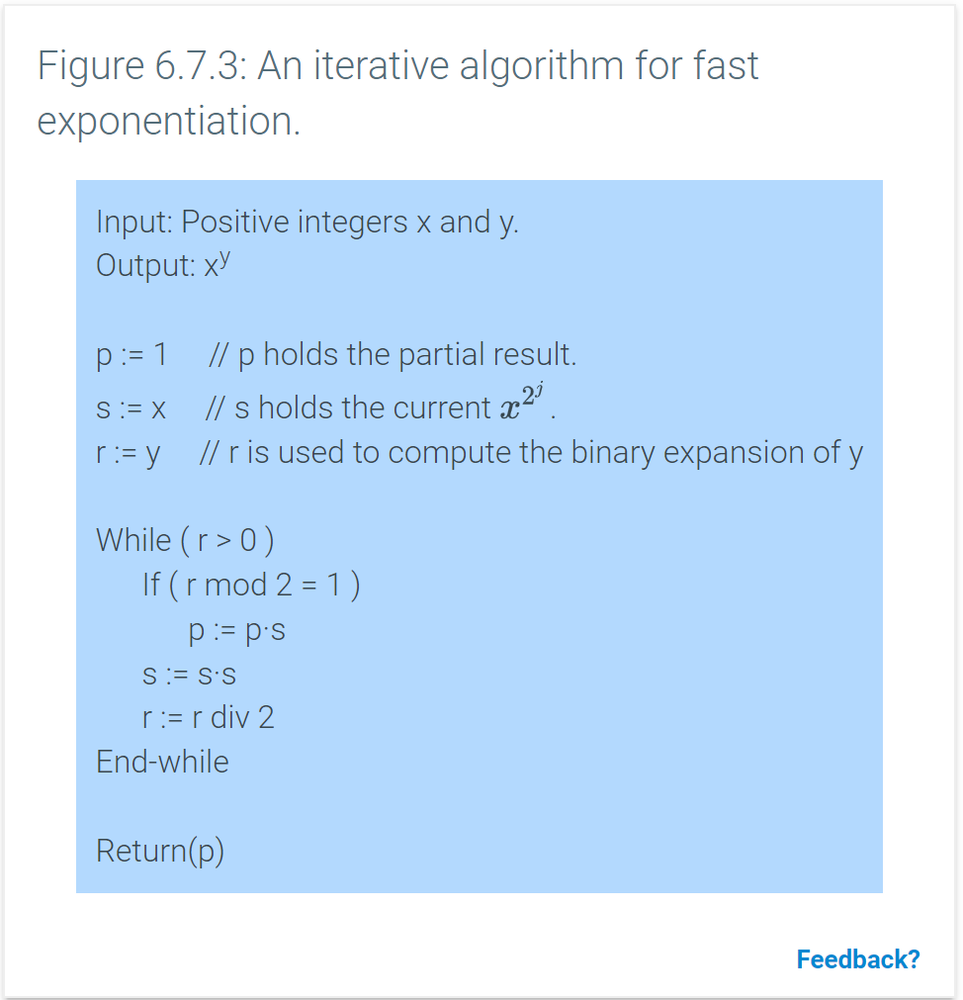 Figure 6.7.3: An iterative algorithm for fast
exponentiation.
Input: Positive integers x and y.
Output: x^y
p := 1 // p holds the partial result.
s := x // s holds the current x^{2^j}.
r := y // r is used to compute the binary expansion of y
While ( r > 0 )
If ( r mod 2 = 1 )
p := p·s
s := s·s
r := r div 2
End-while
Return(p)
Feedback?